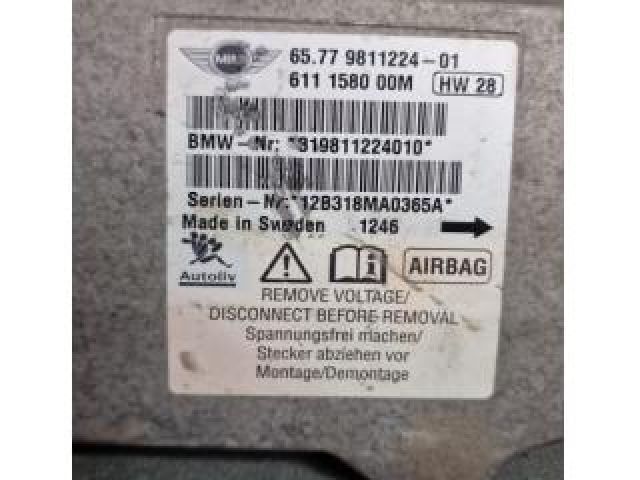 MINI 65.77 9811224-01
611 1580 00M HW 28
BMW-Nr: *319811224010*
Serien-Nr: *12B318MA0365A*
Made in Sweden 1246
Autoliv AIRBAG
REMOVE VOLTAGE/
DISCONNECT BEFORE REMOVAL
Spannungsfrei machen/
Stecker abziehen vor
Montage/Demontage